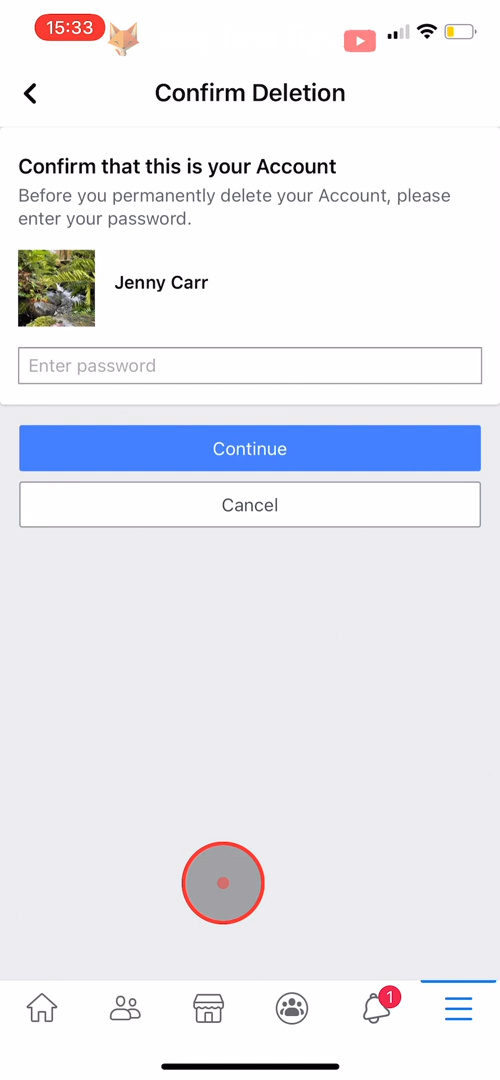 15:33
Confirm Deletion
Confirm that this is your Account
Before you permanently delete your Account, please
enter your password.
Jenny Carr
Enter password
Continue
Cancel
1